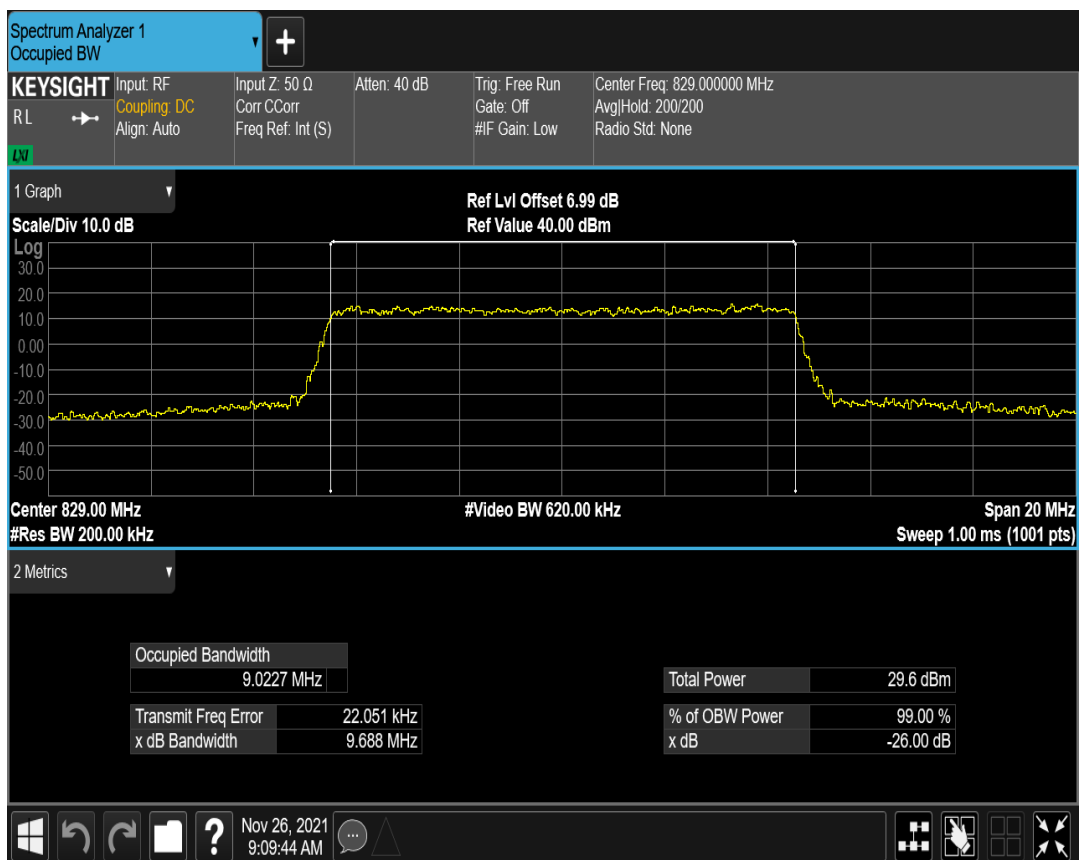 Spectrum Analyzer 1
Occupied BW
+
KEYSIGHT
R L
LXI
Input: RF
Coupling: DC
Align: Auto
Input Z: 50 Ω
Corr CCorr
Freq Ref: Int (S)
Atten: 40 dB
Trig: Free Run
Gate: Off
#IF Gain: Low
Center Freq: 829.000000 MHz
Avg|Hold: 200/200
Radio Std: None
1 Graph
Ref Lvl Offset 6.99 dB
Scale/Div 10.0 dB
Ref Value 40.00 dBm
Log
30.0
20.0
10.0
0.00
-10.0
-20.0
-30.0
-40.0
-50.0
Center 829.00 MHz
#Video BW 620.00 kHz
Span 20 MHz
#Res BW 200.00 kHz
Sweep 1.00 ms (1001 pts)
2 Metrics
Occupied Bandwidth
9.0227 MHz
Total Power 29.6 dBm
Transmit Freq Error 22.051 kHz
% of OBW Power 99.00 %
x dB Bandwidth 9.688 MHz
x dB -26.00 dB
?
Nov 26, 2021
9:09:44 AM